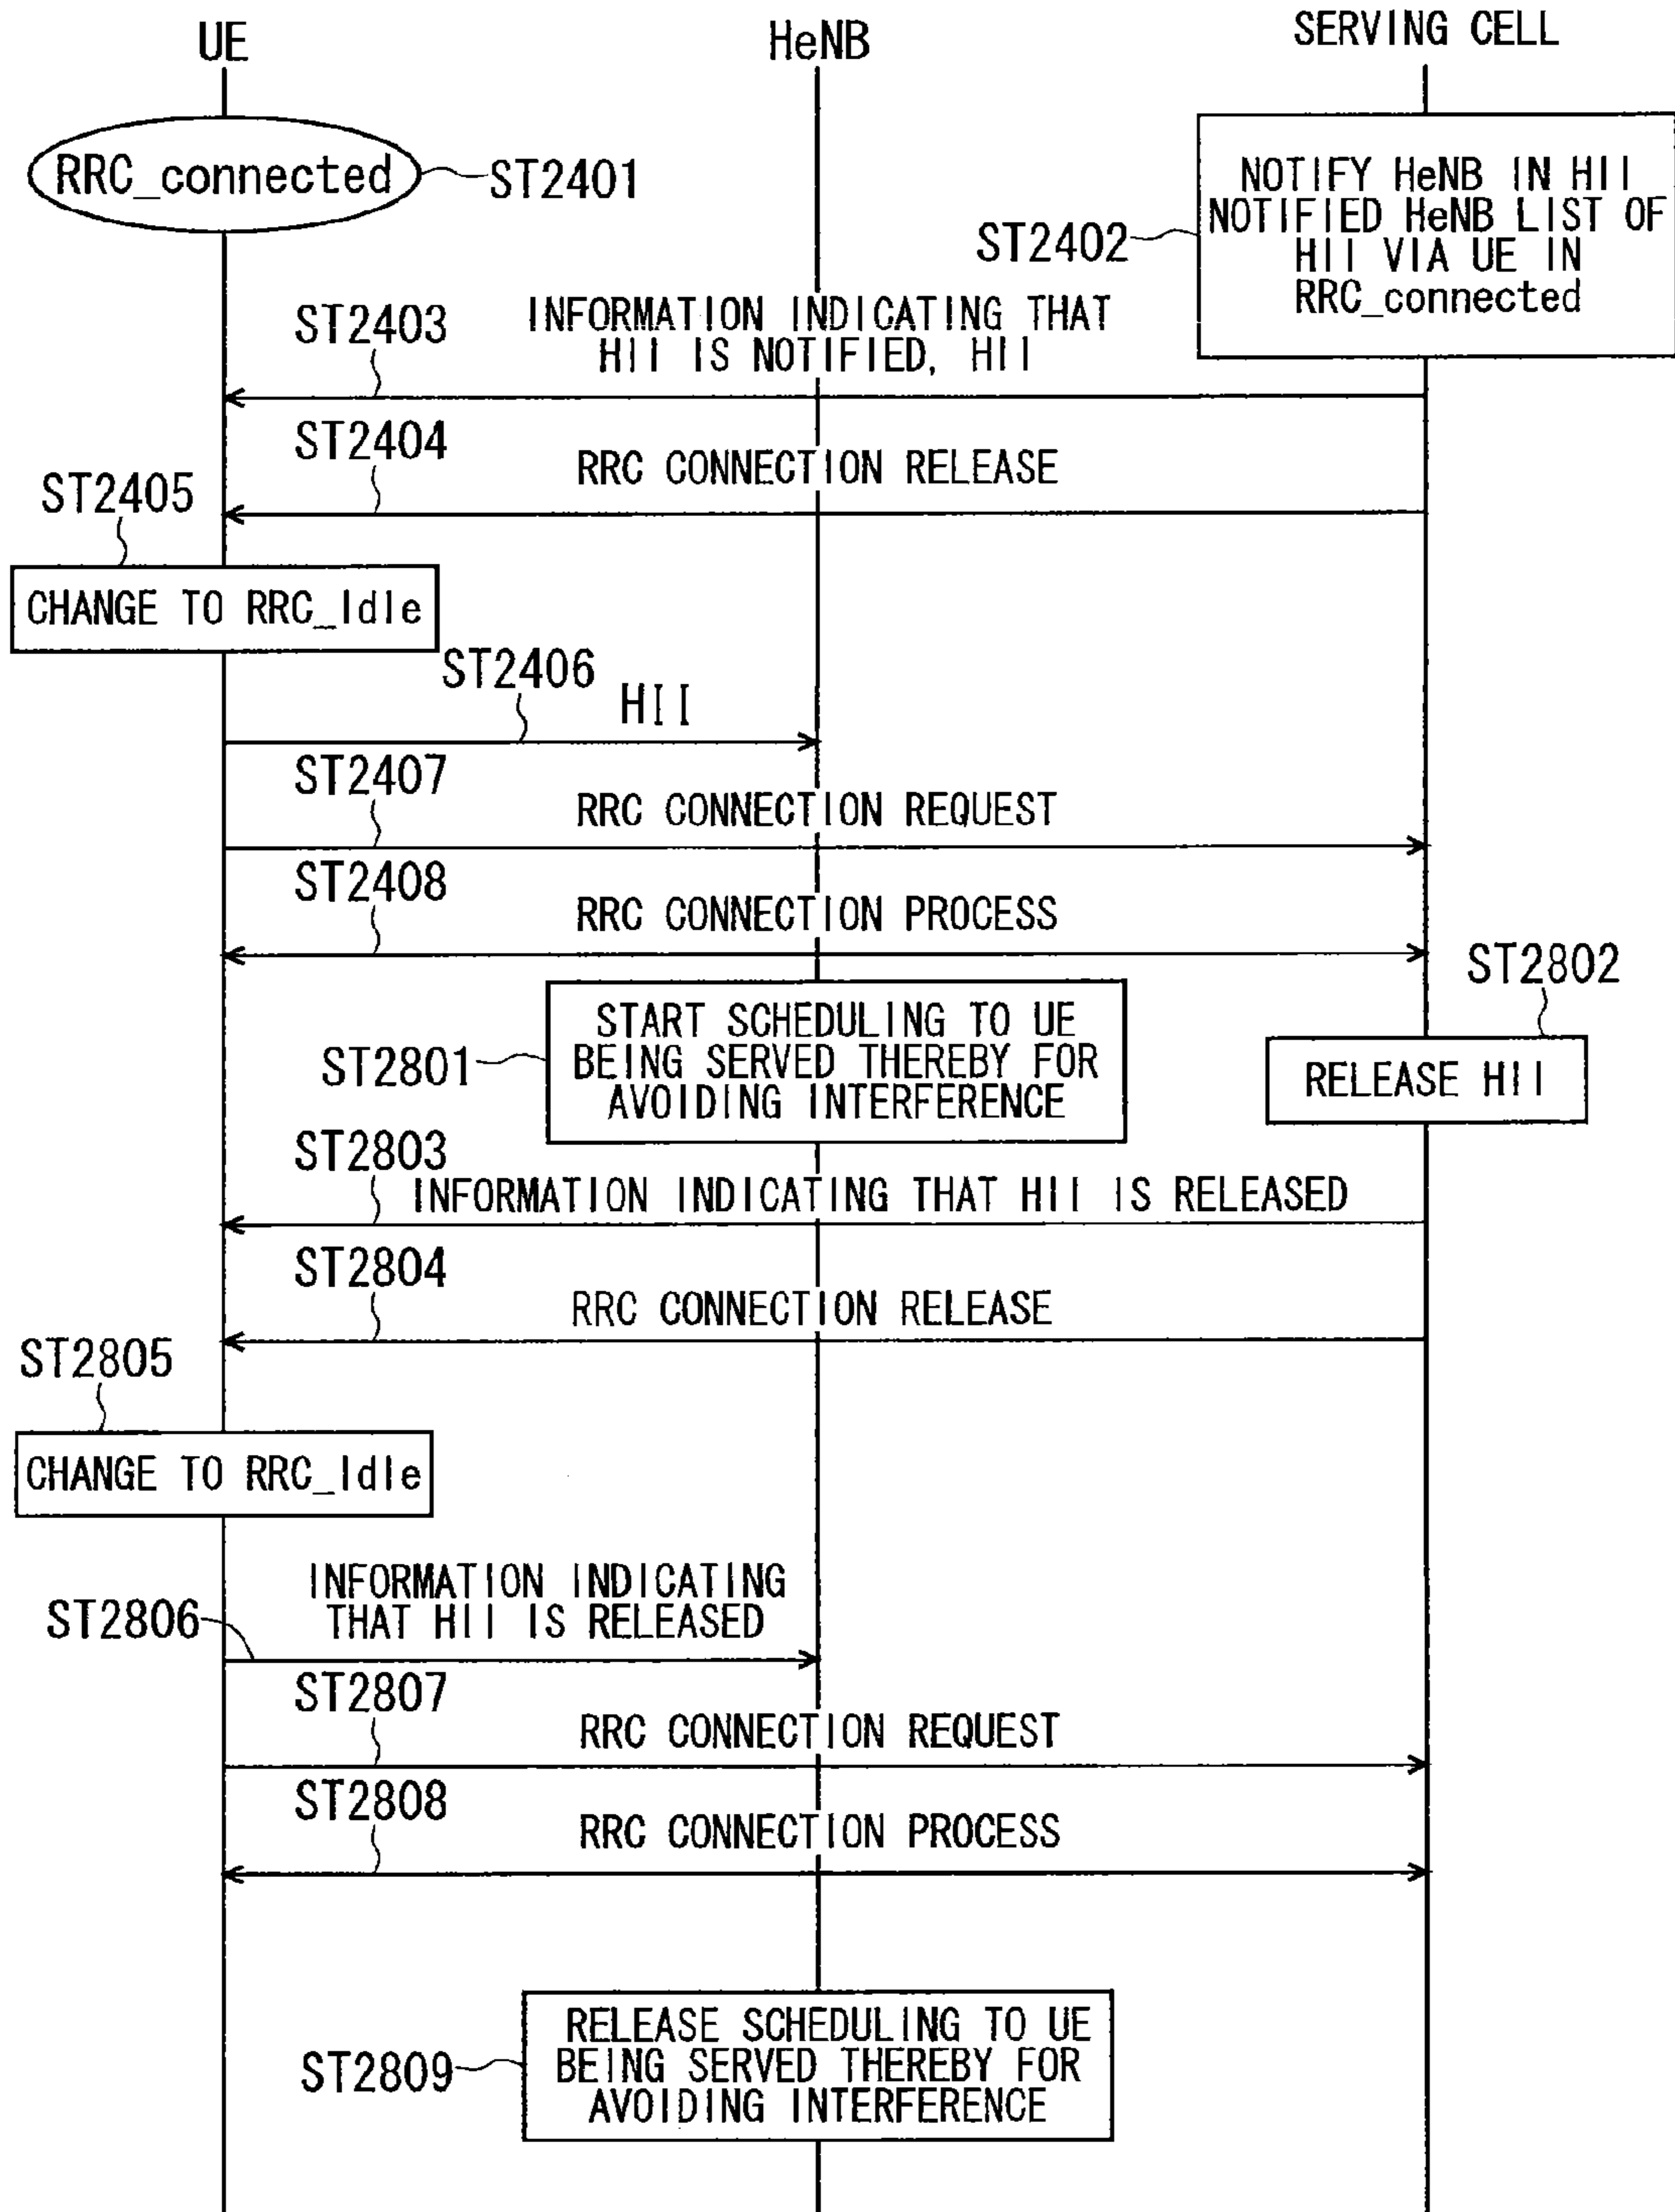 UE
HeNB
SERVING CELL
RRC_connected
ST2401
ST2402
NOTIFY HeNB IN HII
NOTIFIED HeNB LIST OF
HII VIA UE IN
RRC_connected
ST2403
INFORMATION INDICATING THAT
HII IS NOTIFIED, HII
ST2404
RRC CONNECTION RELEASE
ST2405
CHANGE TO RRC_Idle
ST2406
HII
ST2407
RRC CONNECTION REQUEST
ST2408
RRC CONNECTION PROCESS
ST2801
START SCHEDULING TO UE
BEING SERVED THEREBY FOR
AVOIDING INTERFERENCE
ST2802
RELEASE HII
ST2803
INFORMATION INDICATING THAT HII IS RELEASED
ST2804
RRC CONNECTION RELEASE
ST2805
CHANGE TO RRC_Idle
ST2806
INFORMATION INDICATING
THAT HII IS RELEASED
ST2807
RRC CONNECTION REQUEST
ST2808
RRC CONNECTION PROCESS
ST2809
RELEASE SCHEDULING TO UE
BEING SERVED THEREBY FOR
AVOIDING INTERFERENCE